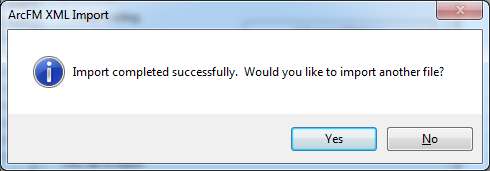 ArcFM XML Import
Import completed successfully.  Would you like to import another file?
Yes
No